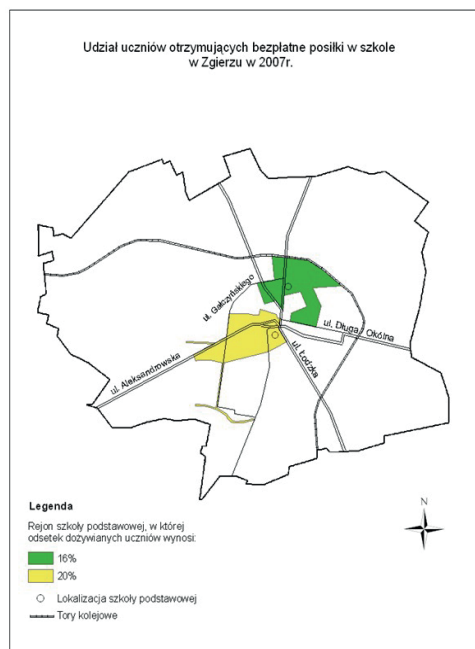 Udział uczniów otrzymujących bezpłatne posiłki w szkole
w Zgierzu w 2007r.
ul. Gałczyńskiego
ul. Długa / Okólna
ul. Aleksandrowska
ul. Łódzka
N
Legenda
Rejon szkoły podstawowej, w której
odsetek dożywianych uczniów wynosi:
16%
20%
Lokalizacja szkoły podstawowej
Tory kolejowe